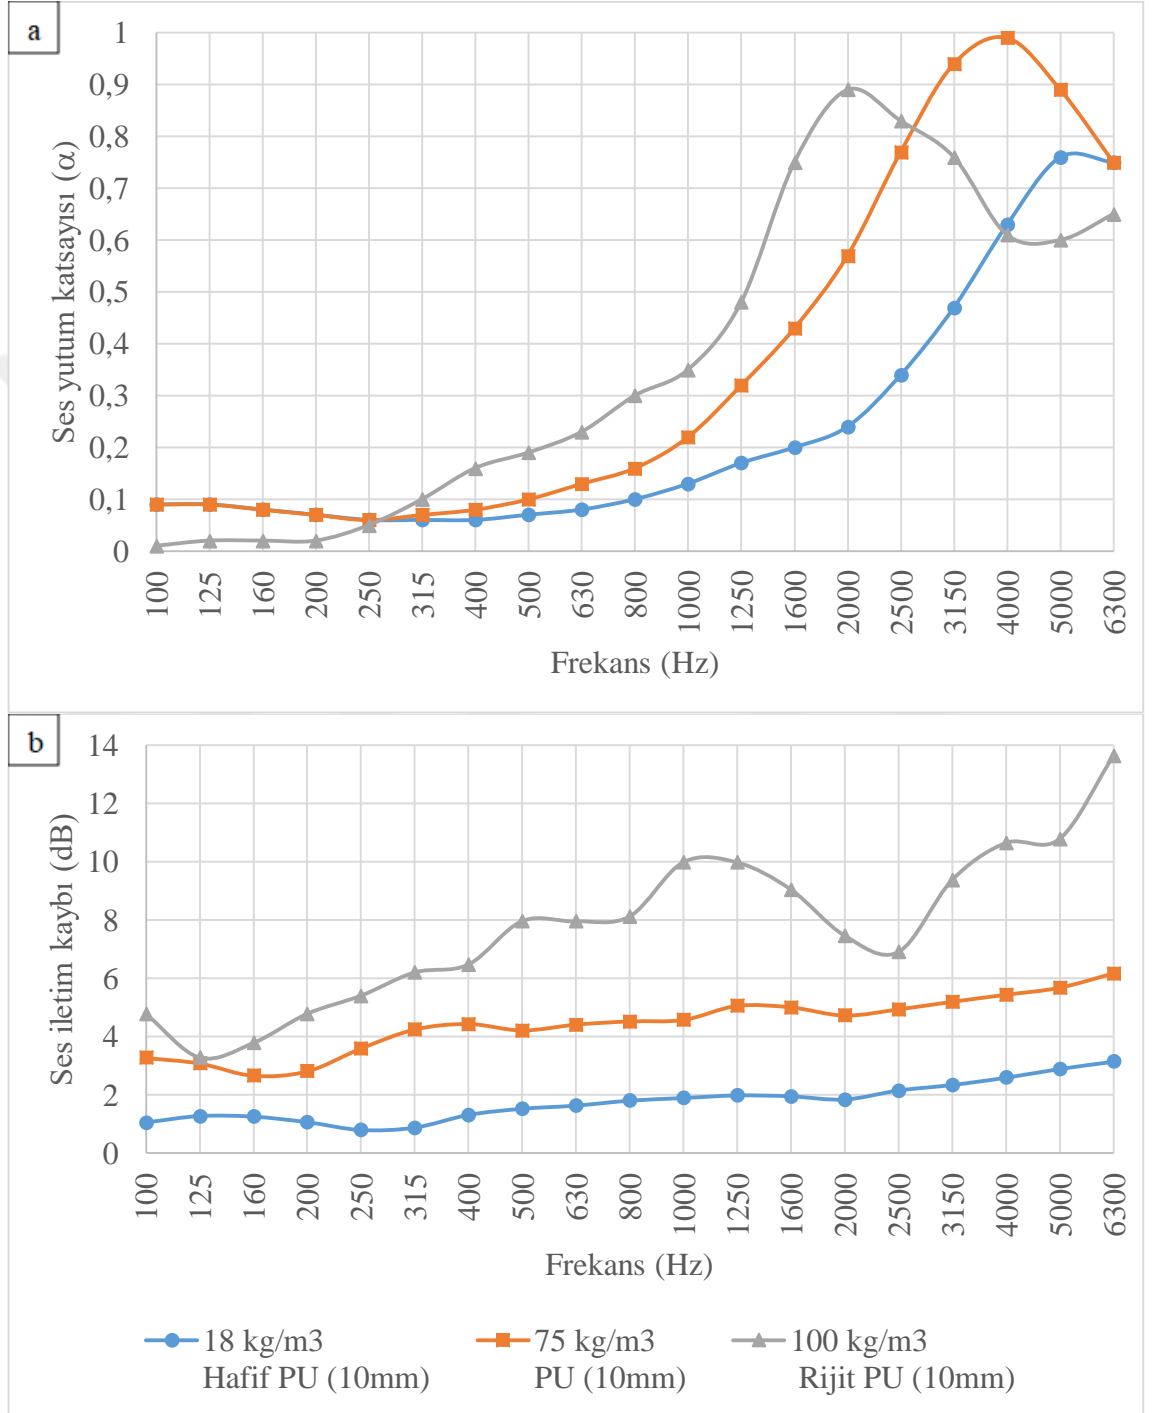 a
1
0,9
0,8
0,7
0,6
0,5
0,4
0,3
0,2
0,1
0
Ses yutum katsayısı (α)
100 125 160 200 250 315 400 500 630 800 1000 1250 1600 2000 2500 3150 4000 5000 6300
Frekans (Hz)
b
14
12
10
8
6
4
2
0
Ses iletim kaybı (dB)
100 125 160 200 250 315 400 500 630 800 1000 1250 1600 2000 2500 3150 4000 5000 6300
Frekans (Hz)
18 kg/m3
Hafif PU (10mm)
75 kg/m3
PU (10mm)
100 kg/m3
Rijit PU (10mm)